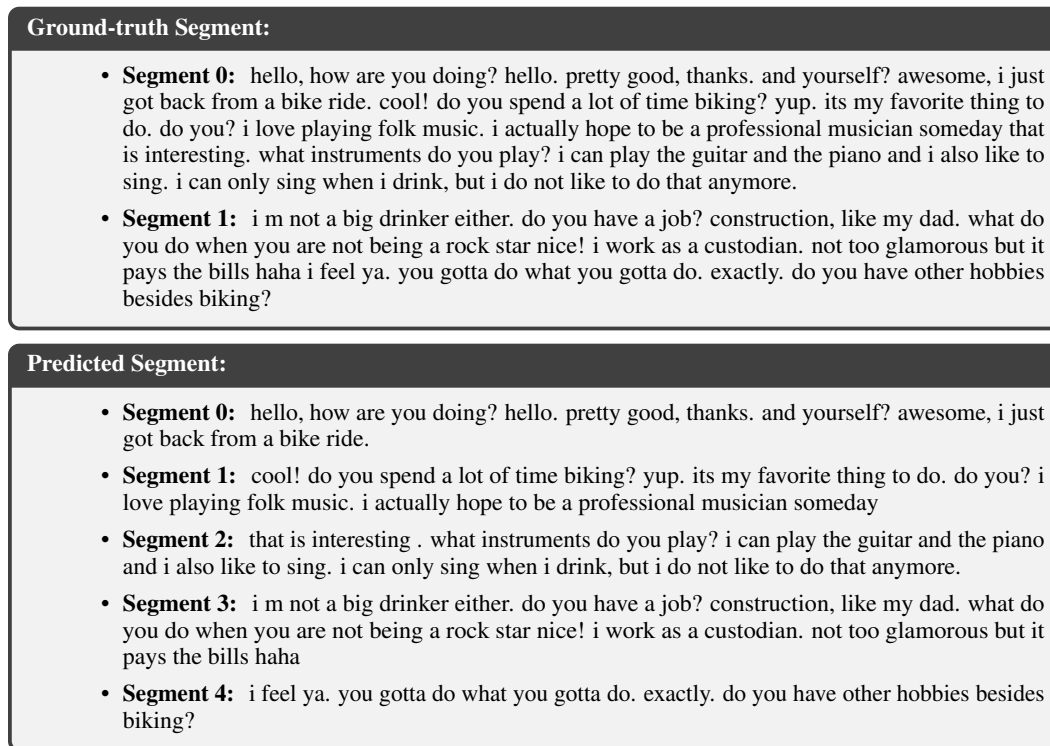 Ground-truth Segment:
• Segment 0: hello, how are you doing? hello. pretty good, thanks. and yourself? awesome, i just
got back from a bike ride. cool! do you spend a lot of time biking? yup. its my favorite thing to
do. do you? i love playing folk music. i actually hope to be a professional musician someday that
is interesting. what instruments do you play? i can play the guitar and the piano and i also like to
sing. i can only sing when i drink, but i do not like to do that anymore.
• Segment 1: i m not a big drinker either. do you have a job? construction, like my dad. what do
you do when you are not being a rock star nice! i work as a custodian. not too glamorous but it
pays the bills haha i feel ya. you gotta do what you gotta do. exactly. do you have other hobbies
besides biking?
Predicted Segment:
• Segment 0: hello, how are you doing? hello. pretty good, thanks. and yourself? awesome, i just
got back from a bike ride.
• Segment 1: cool! do you spend a lot of time biking? yup. its my favorite thing to do. do you? i
love playing folk music. i actually hope to be a professional musician someday
• Segment 2: that is interesting . what instruments do you play? i can play the guitar and the piano
and i also like to sing. i can only sing when i drink, but i do not like to do that anymore.
• Segment 3: i m not a big drinker either. do you have a job? construction, like my dad. what do
you do when you are not being a rock star nice! i work as a custodian. not too glamorous but it
pays the bills haha
• Segment 4: i feel ya. you gotta do what you gotta do. exactly. do you have other hobbies besides
biking?